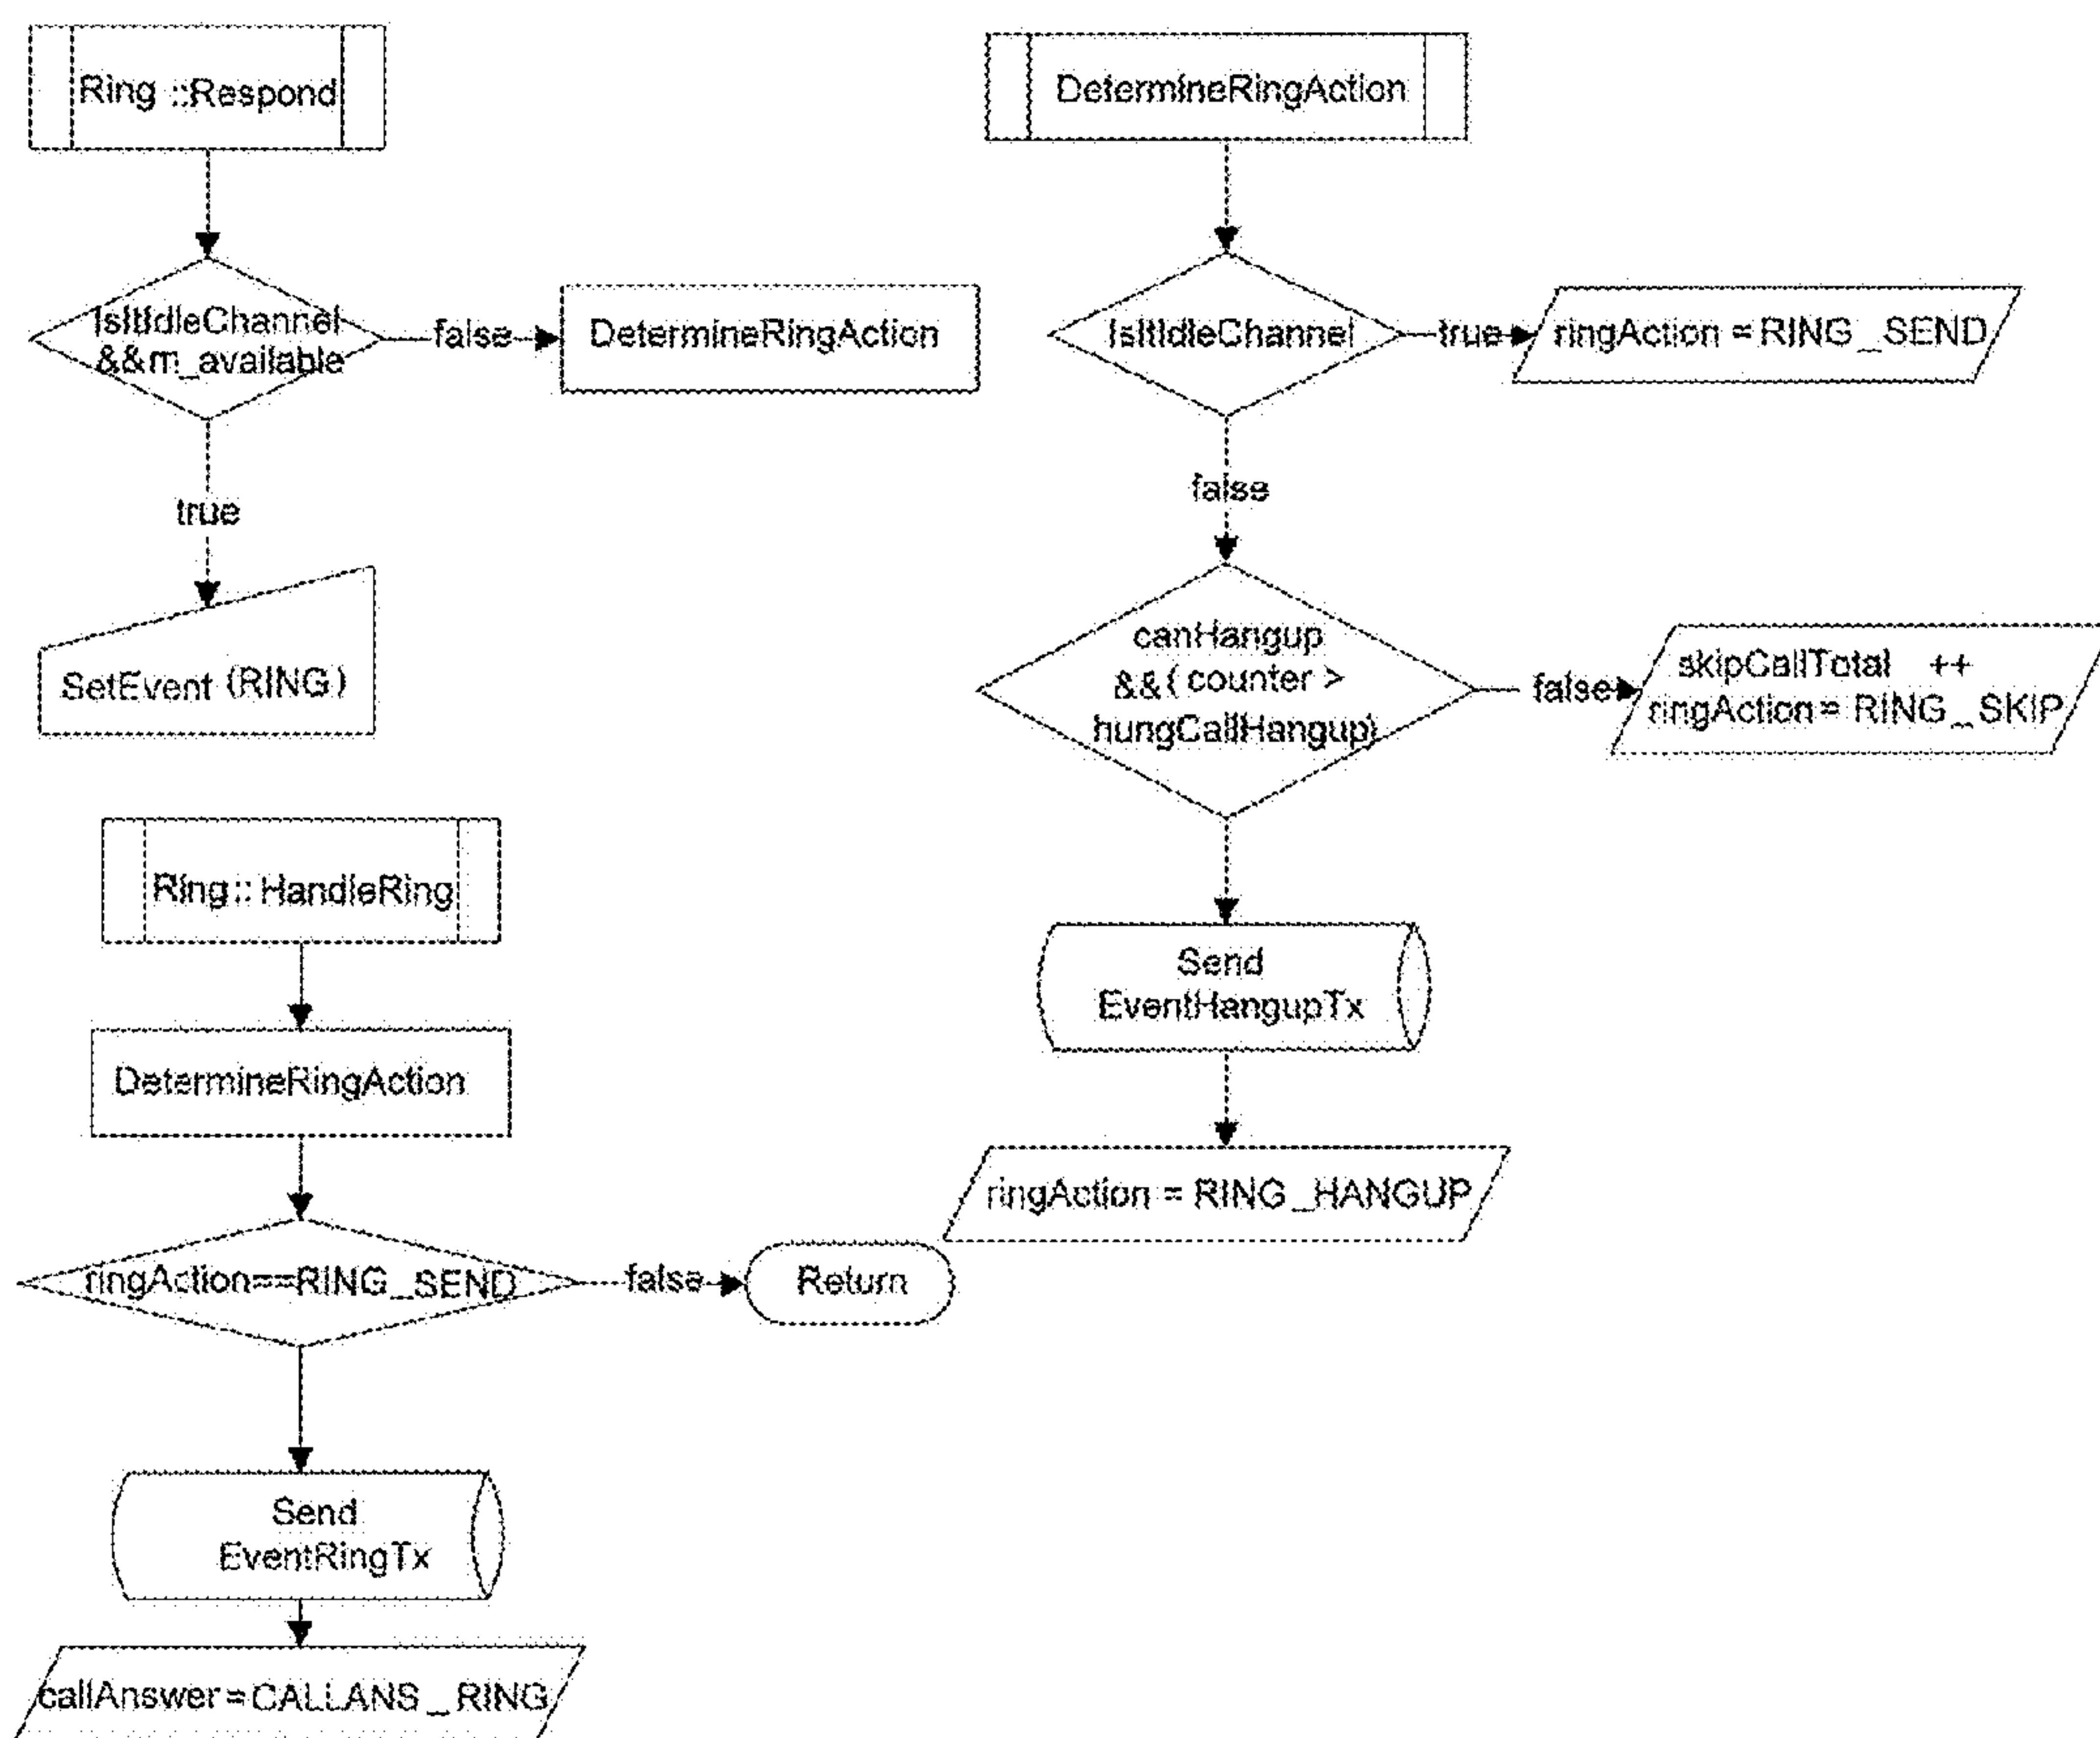 Ring ::Respond
IsItIdleChannel
&&m_available
false
DetermineRingAction
true
SetEvent (RING)
DetermineRingAction
IsItIdleChannel
true
ringAction = RING_SEND
false
canHangup
&&( counter >
hungCallHangup)
false
skipCallTotal ++
ringAction = RING_SKIP
Send
EventHangupTx
ringAction = RING_HANGUP
Ring:: HandleRing
DetermineRingAction
ringAction==RING_SEND
false
Return
Send
EventRingTx
callAnswer=CALLANS_RING